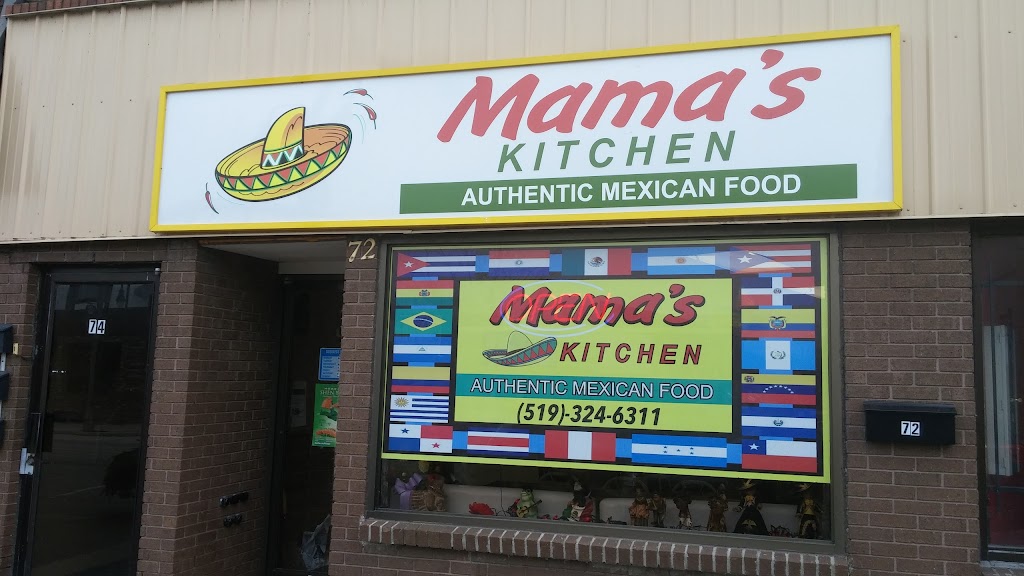 Mama's
KITCHEN
AUTHENTIC MEXICAN FOOD
72
74
Mama's
KITCHEN
AUTHENTIC MEXICAN FOOD
(519)-324-6311
72